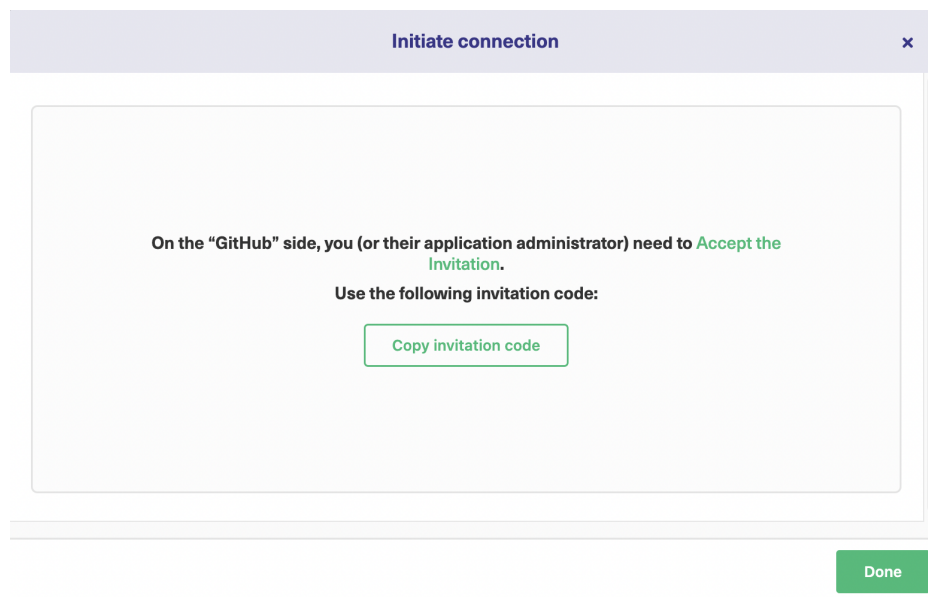 Initiate connection
×
On the “GitHub” side, you (or their application administrator) need to Accept the
Invitation.
Use the following invitation code:
Copy invitation code
Done